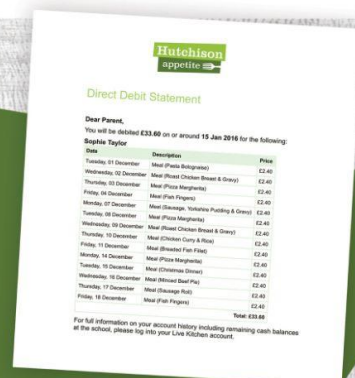 Hutchison
appetite
Direct Debit Statement
Dear Parent,
You will be debited £33.60 on or around 15 Jan 2016 for the following:
Sophie Taylor
Date Description Price
Tuesday, 01 December Meal (Pasta Bolognaise) £2.40
Wednesday, 02 December Meal (Roast Chicken Breast & Gravy) £2.40
Thursday, 03 December Meal (Pizza Margherita) £2.40
Friday, 04 December Meal (Fish Fingers) £2.40
Monday, 07 December Meal (Sausage, Yorkshire Pudding & Gravy) £2.40
Tuesday, 08 December Meal (Pizza Margherita) £2.40
Wednesday, 09 December Meal (Roast Chicken Breast & Gravy) £2.40
Thursday, 10 December Meal (Chicken Curry & Rice) £2.40
Friday, 11 December Meal (Breaded Fish Fillet) £2.40
Monday, 14 December Meal (Pizza Margherita) £2.40
Tuesday, 15 December Meal (Christmas Dinner) £2.40
Wednesday, 16 December Meal (Minced Beef Pie) £2.40
Thursday, 17 December Meal (Sausage Roll) £2.40
Friday, 18 December Meal (Fish Fingers) £2.40
Total: £33.60
For full information on your account history including remaining cash balances
at the school, please log into your Live Kitchen account.